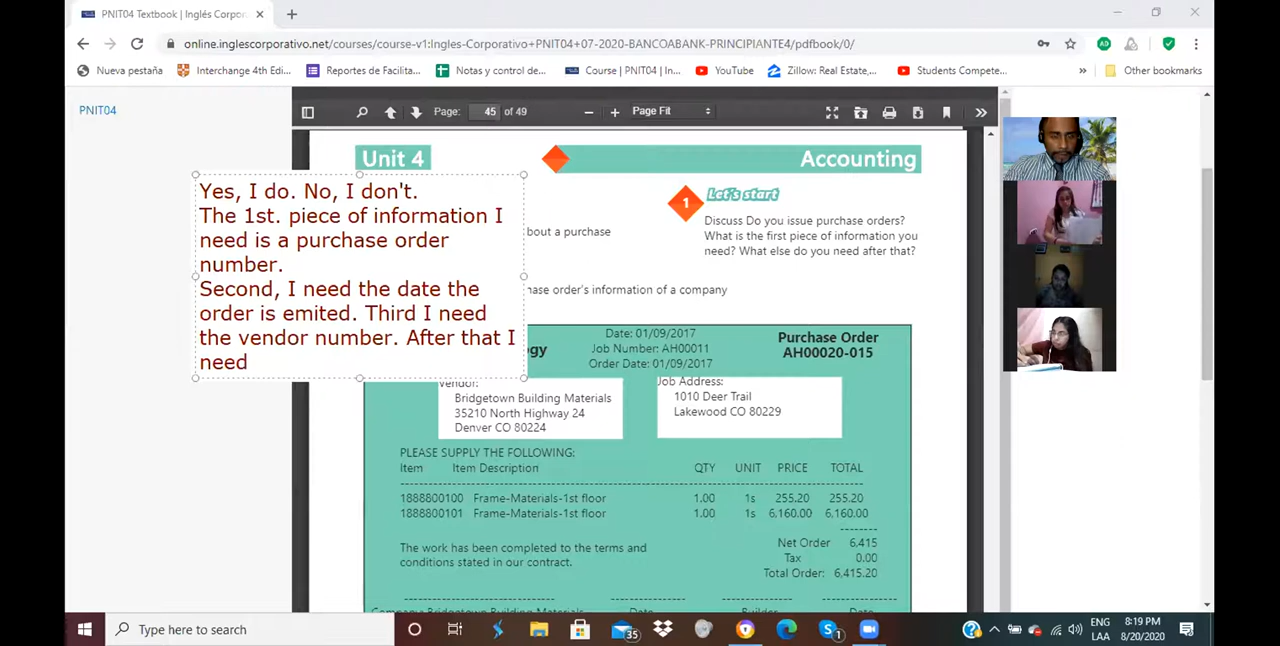 PNIT04 Textbook | Inglés Corpor
online.inglescorporativo.net/courses/course-v1:Ingles-Corporativo+PNIT04+07-2020-BANCOABANK-PRINCIPIANTE4/pdfbook/0/
Nueva pestaña
Interchange 4th Edi...
Reportes de Facilita...
Notas y control de...
Course | PNIT04 | In...
YouTube
Zillow: Real Estate,...
Students Compete...
»
Other bookmarks
PNIT04
Page: 45 of 49
Page Fit
Unit 4
Accounting
Yes, I do. No, I don't.
The 1st. piece of information I
need is a purchase order
number.
Second, I need the date the
order is emited. Third I need
the vendor number. After that I
need
bout a purchase
hase order's information of a company
1
Let's start
Discuss Do you issue purchase orders?
What is the first piece of information you
need? What else do you need after that?
gy
Date: 01/09/2017
Job Number: AH00011
Order Date: 01/09/2017
Purchase Order
AH00020-015
Vendor:
Bridgetown Building Materials
35210 North Highway 24
Denver CO 80224
Job Address:
1010 Deer Trail
Lakewood CO 80229
PLEASE SUPPLY THE FOLLOWING:
Item Item Description QTY UNIT PRICE TOTAL
1888800100 Frame-Materials-1st floor 1.00 1s 255.20 255.20
1888800101 Frame-Materials-1st floor 1.00 1s 6,160.00 6,160.00
The work has been completed to the terms and
conditions stated in our contract.
Net Order 6,415
Tax 0.00
Total Order: 6,415.20
Company Bridgetown Building Materials Date Builder Date
Type here to search
35
1
ENG
LAA
8:19 PM
8/20/2020